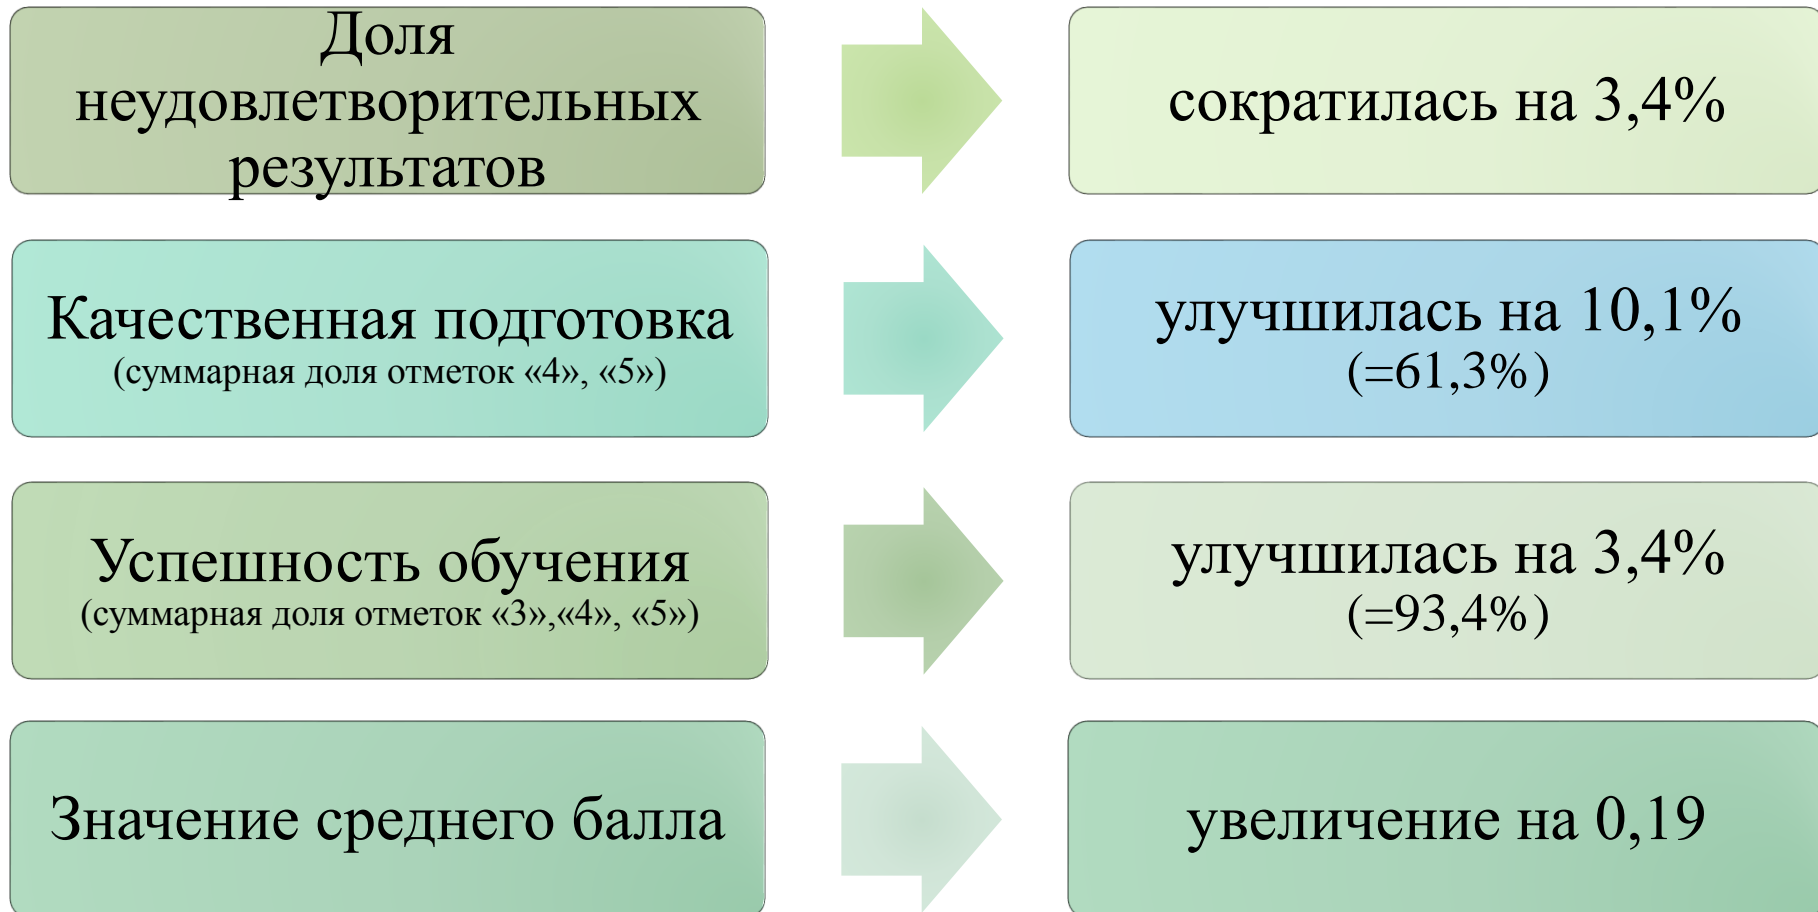 Доля
неудовлетворительных
результатов
сократилась на 3,4%
Качественная подготовка
(суммарная доля отметок «4», «5»)
улучшилась на 10,1%
(=61,3%)
Успешность обучения
(суммарная доля отметок «3»,«4», «5»)
улучшилась на 3,4%
(=93,4%)
Значение среднего балла
увеличение на 0,19